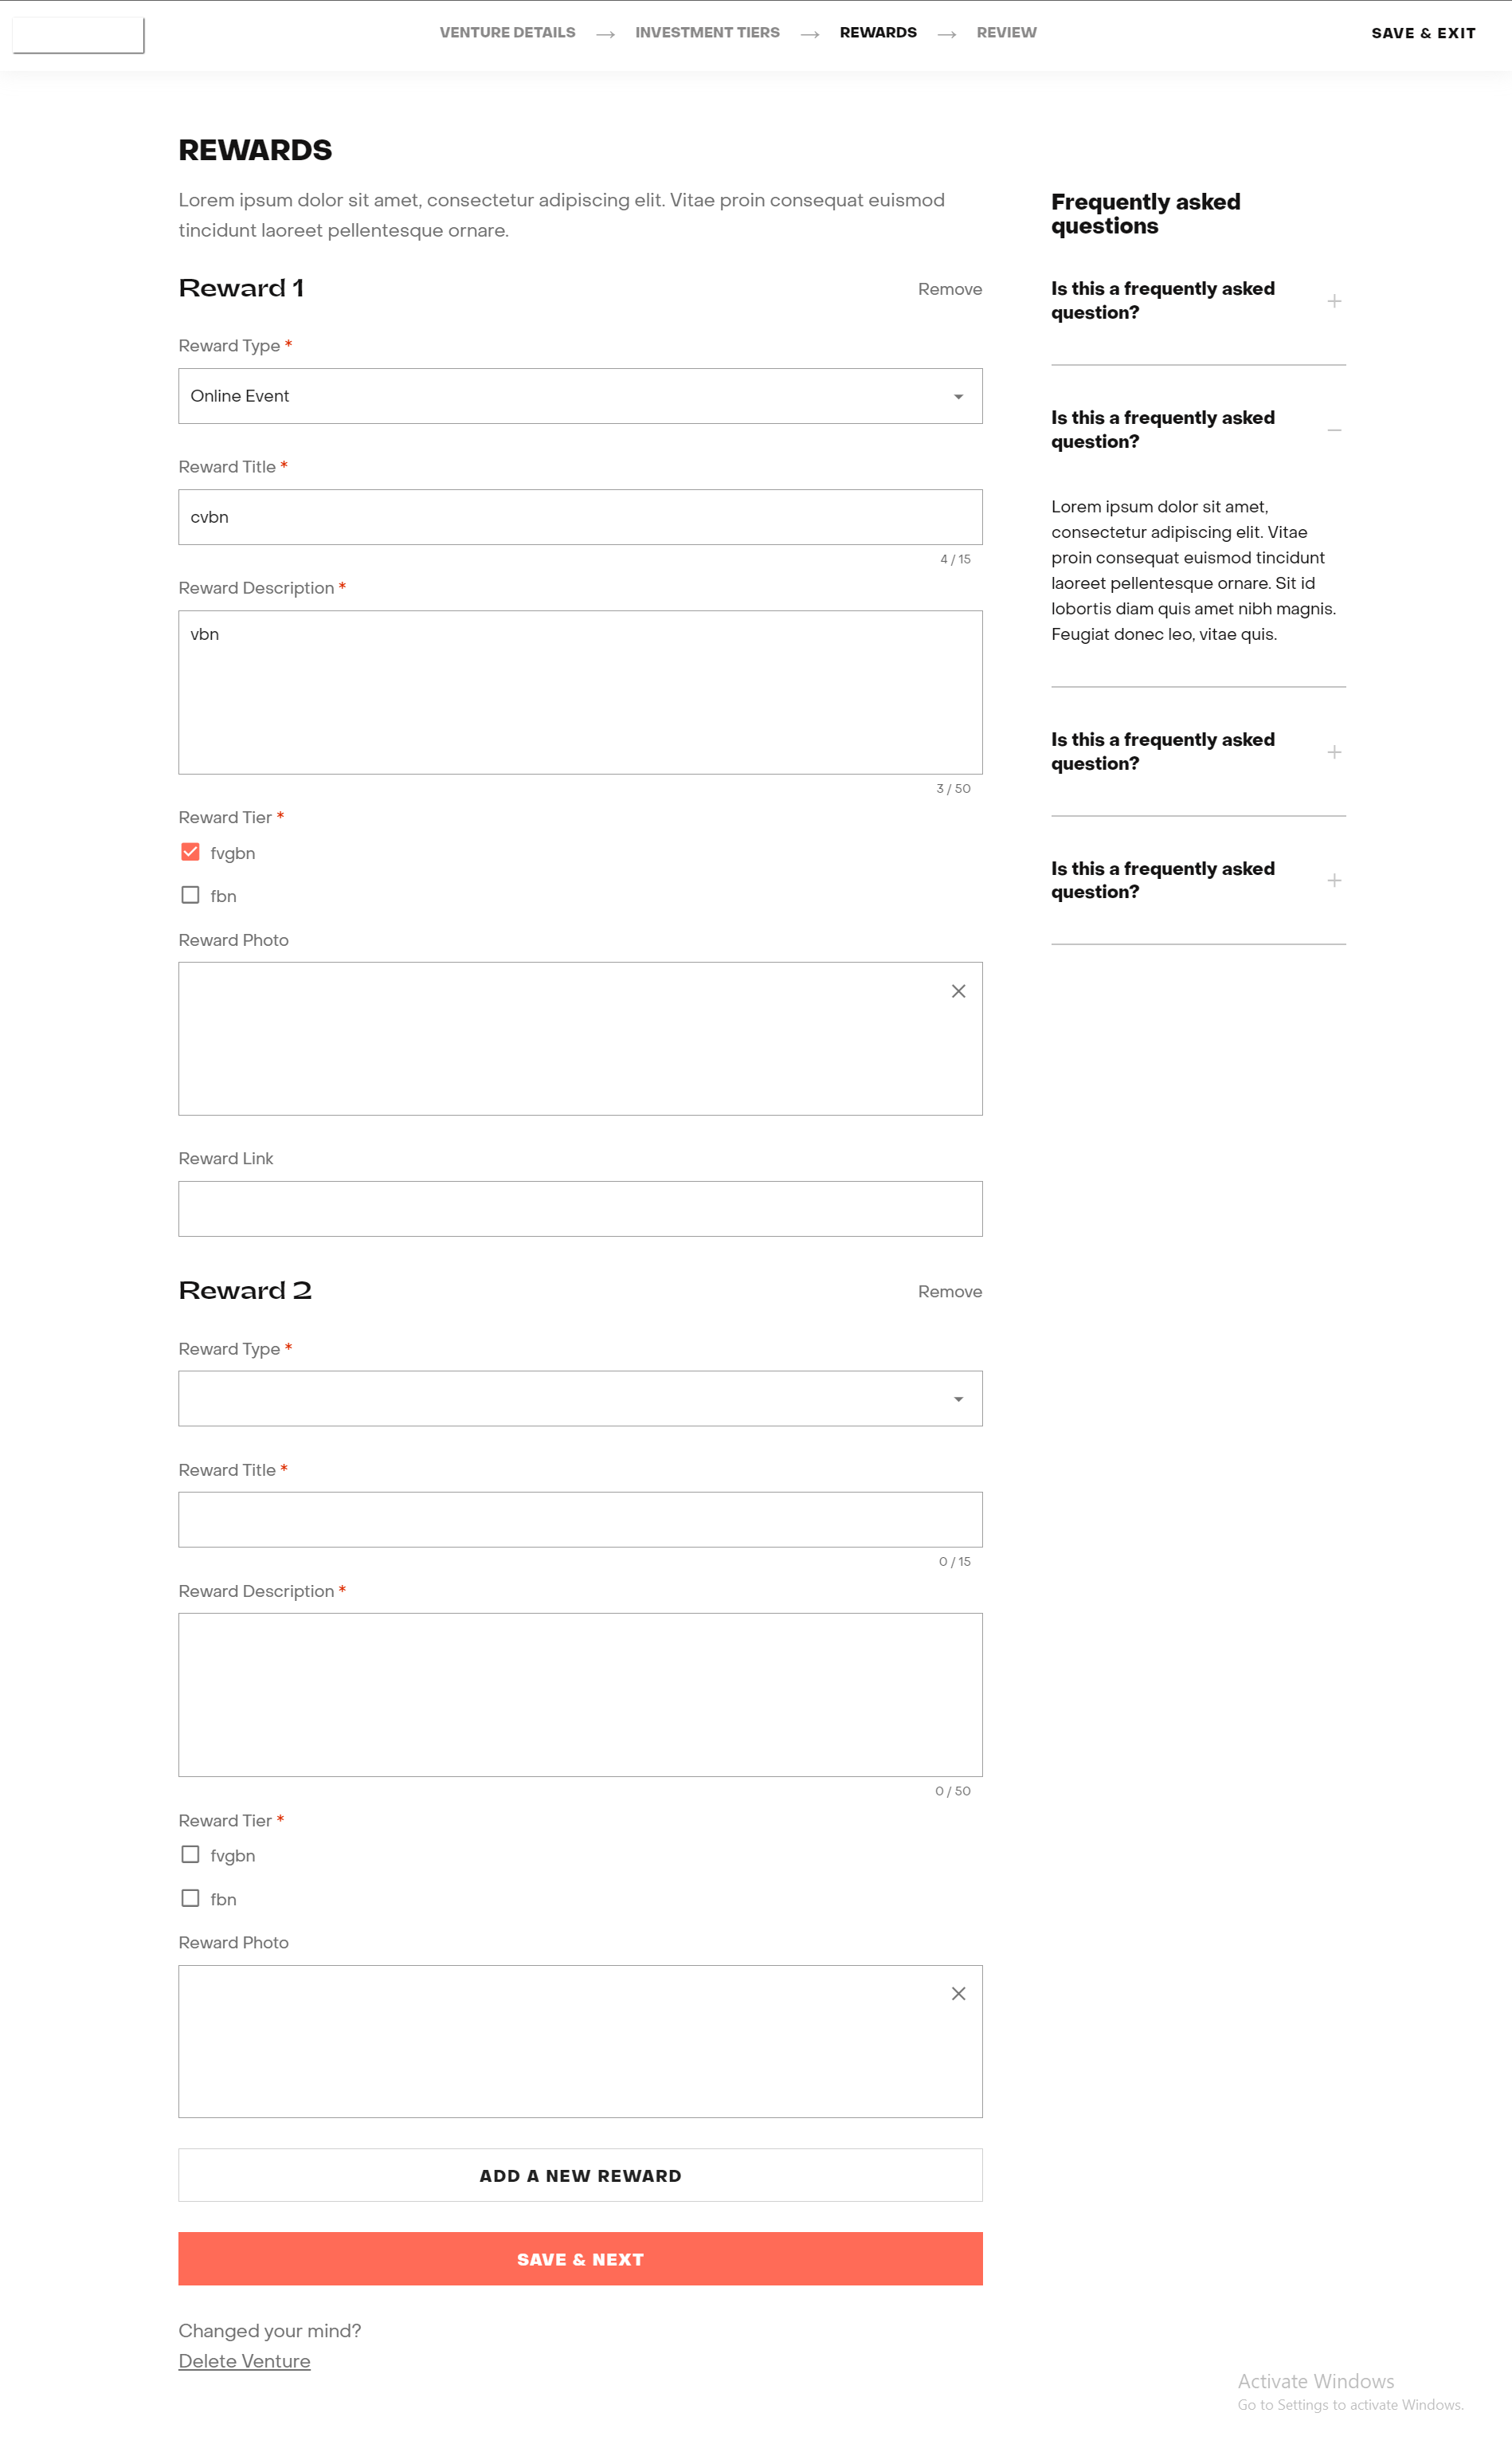 VENTURE DETAILS → INVESTMENT TIERS → REWARDS → REVIEW
SAVE & EXIT
REWARDS
Lorem ipsum dolor sit amet, consectetur adipiscing elit. Vitae proin consequat euismod
tincidunt laoreet pellentesque ornare.
Reward 1
Remove
Reward Type *
Online Event
Reward Title *
cvbn
4 / 15
Reward Description *
vbn
3 / 50
Reward Tier *
fvgbn
fbn
Reward Photo
Reward Link
Reward 2
Remove
Reward Type *
Reward Title *
0 / 15
Reward Description *
0 / 50
Reward Tier *
fvgbn
fbn
Reward Photo
ADD A NEW REWARD
SAVE & NEXT
Changed your mind?
Delete Venture
Frequently asked
questions
Is this a frequently asked
question?
Is this a frequently asked
question?
Lorem ipsum dolor sit amet,
consectetur adipiscing elit. Vitae
proin consequat euismod tincidunt
laoreet pellentesque ornare. Sit id
lobortis diam quis amet nibh magnis.
Feugiat donec leo, vitae quis.
Is this a frequently asked
question?
Is this a frequently asked
question?
Activate Windows
Go to Settings to activate Windows.